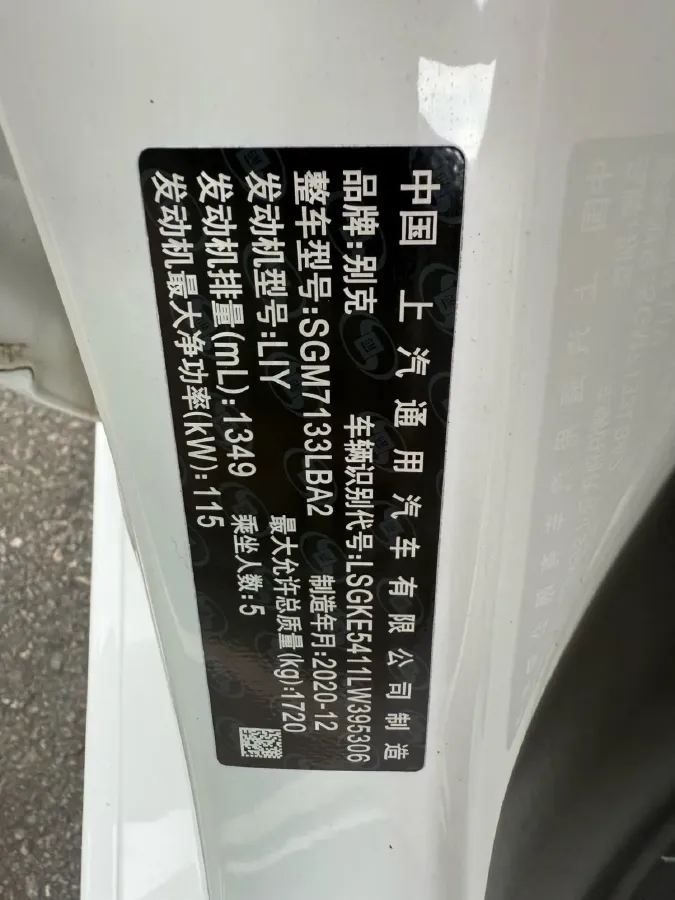 中国 上汽通用汽车有限公司制造
品牌:别克 车辆识别代号:LSGKE5411LW395306
整车型号:SGM7133LBA2 制造年月:2020-12
发动机型号:LIY 最大允许总质量(kg):1720
发动机排量(mL):1349 乘坐人数:5
发动机最大净功率(kW):115